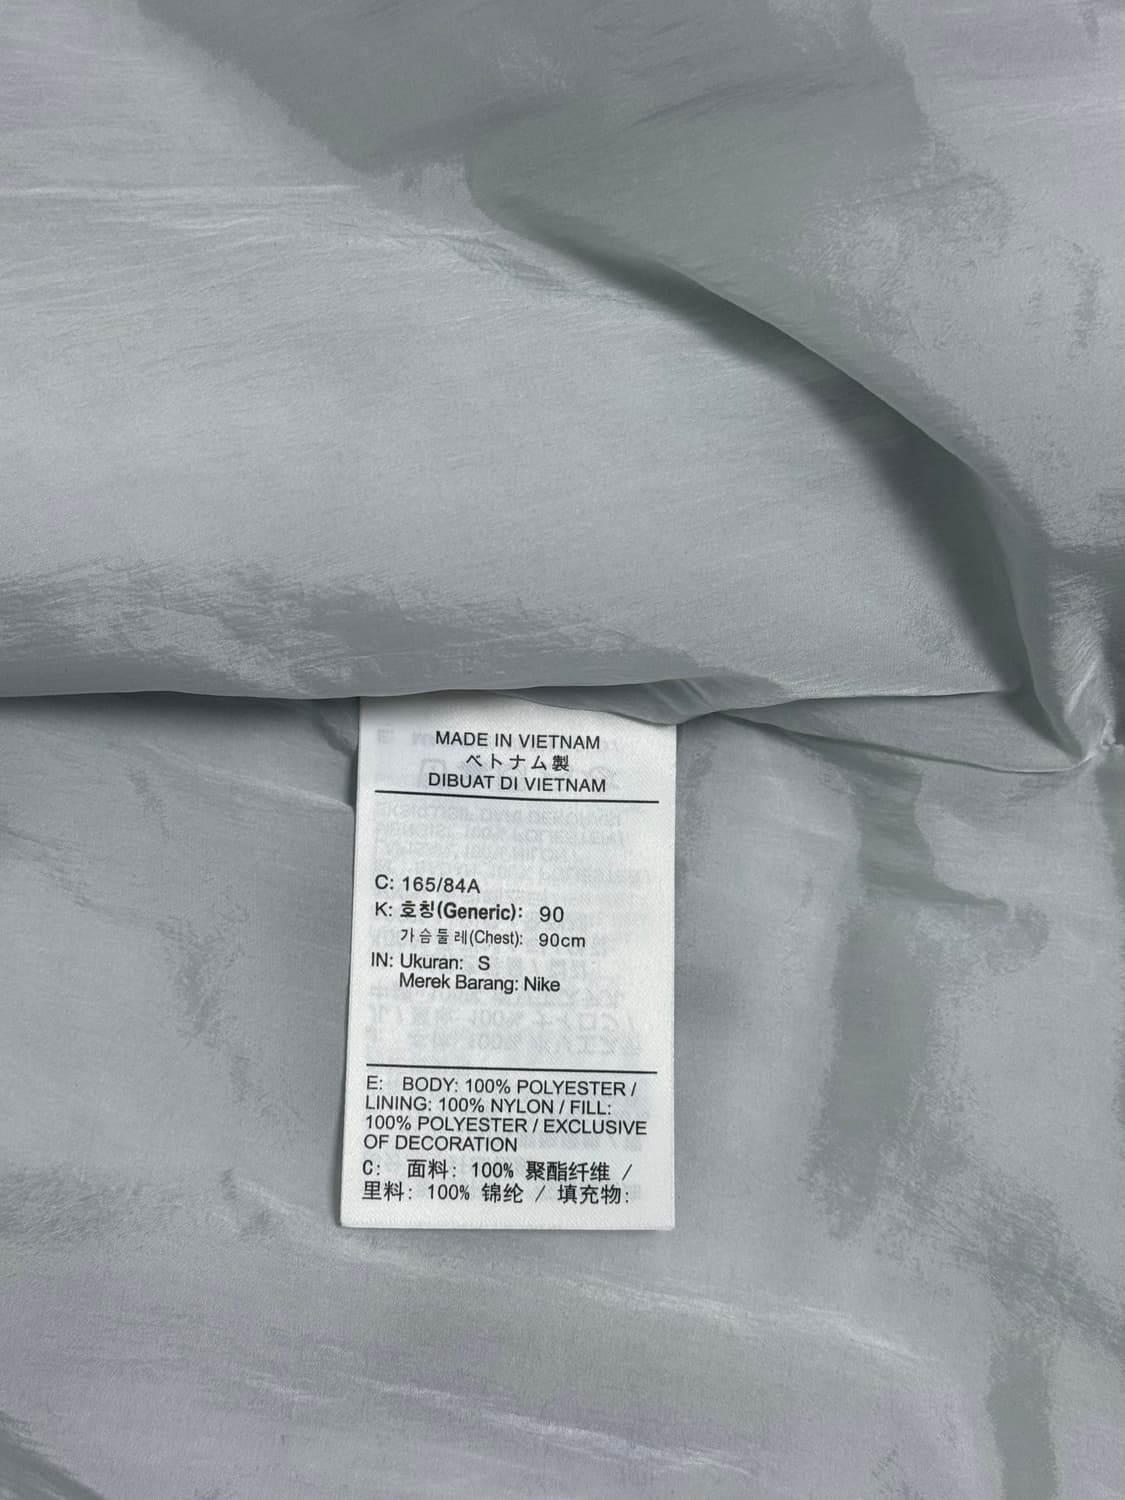 MADE IN VIETNAM
ベトナム製
DIBUAT DI VIETNAM
C: 165/84A
K: 호칭(Generic): 90
가슴둘레(Chest): 90cm
IN: Ukuran: S
Merek Barang: Nike
E: BODY: 100% POLYESTER /
LINING: 100% NYLON / FILL:
100% POLYESTER / EXCLUSIVE
OF DECORATION
C: 面料: 100% 聚酯纤维 /
里料: 100% 锦纶 / 填充物: